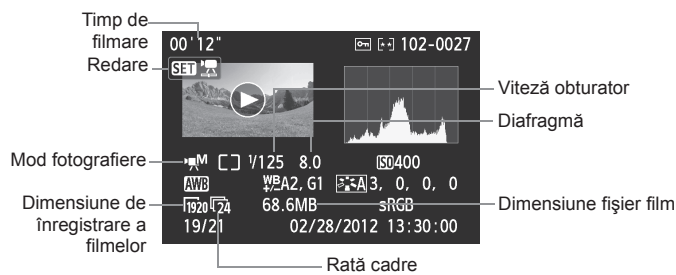 Timp de
filmare
Redare
00'12"
102-0027
SET
Viteză obturator
Diafragmă
Mod fotografiere
M
1/125
8.0
ISO400
AWB
WB
A2, G1
A 3, 0, 0, 0
Dimensiune de
înregistrare a
filmelor
1920
24
68.6MB
sRGB
Dimensiune fişier film
19/21
02/28/2012 13:30:00
Rată cadre